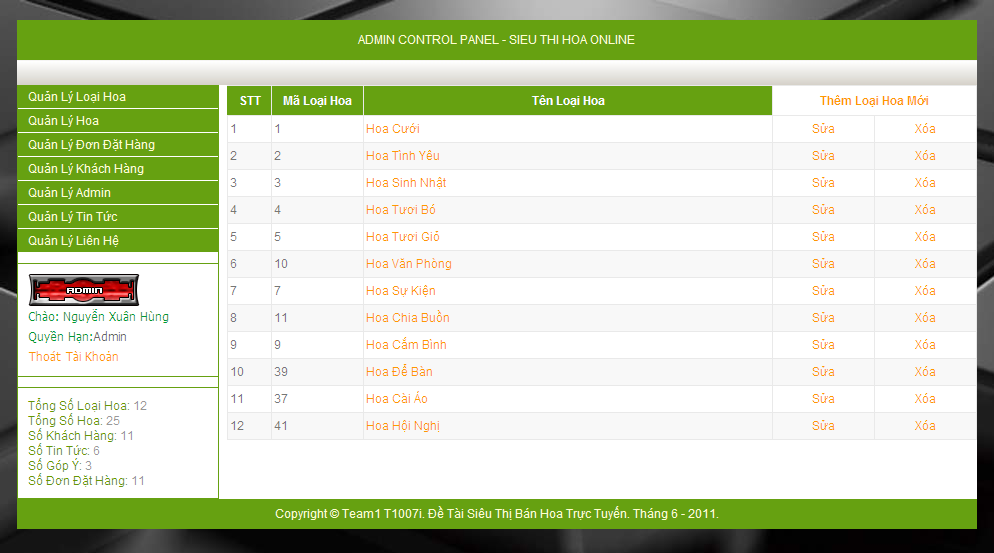 ADMIN CONTROL PANEL - SIEU THI HOA ONLINE
Quản Lý Loại Hoa
Quản Lý Hoa
Quản Lý Đơn Đặt Hàng
Quản Lý Khách Hàng
Quản Lý Admin
Quản Lý Tin Tức
Quản Lý Liên Hệ
ADMIN
Chào: Nguyễn Xuân Hùng
Quyền Hạn:Admin
Thoát Tài Khoản
Tổng Số Loại Hoa: 12
Tổng Số Hoa: 25
Số Khách Hàng: 11
Số Tin Tức: 6
Số Góp Ý: 3
Số Đơn Đặt Hàng: 11
STT Mã Loại Hoa Tên Loại Hoa Thêm Loại Hoa Mới
1 1 Hoa Cưới Sửa Xóa
2 2 Hoa Tình Yêu Sửa Xóa
3 3 Hoa Sinh Nhật Sửa Xóa
4 4 Hoa Tươi Bó Sửa Xóa
5 5 Hoa Tươi Giỏ Sửa Xóa
6 10 Hoa Văn Phòng Sửa Xóa
7 7 Hoa Sự Kiện Sửa Xóa
8 11 Hoa Chia Buồn Sửa Xóa
9 9 Hoa Cắm Bình Sửa Xóa
10 39 Hoa Để Bàn Sửa Xóa
11 37 Hoa Cài Áo Sửa Xóa
12 41 Hoa Hội Nghị Sửa Xóa
Copyright © Team1 T1007i. Đề Tài Siêu Thị Bán Hoa Trực Tuyến. Tháng 6 - 2011.